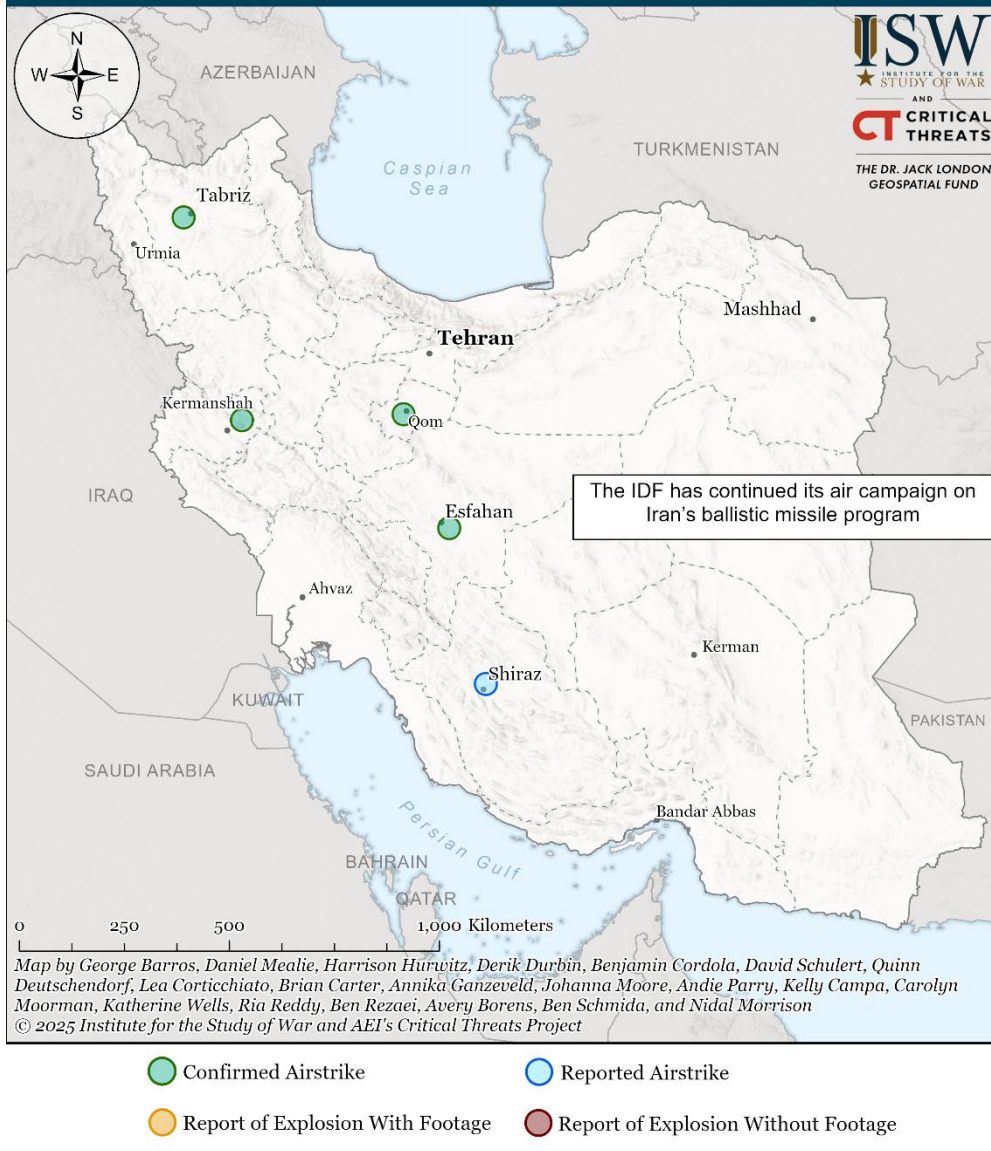 N
W E
S
ISW
INSTITUTE FOR THE
STUDY OF WAR
AND
CT CRITICAL
THREATS
THE DR. JACK LONDON
GEOSPATIAL FUND
AZERBAIJAN
Caspian
Sea
TURKMENISTAN
Tabriz
Urmia
Mashhad
Tehran
Kermanshah
Qom
IRAQ
The IDF has continued its air campaign on
Iran's ballistic missile program
Esfahan
Ahvaz
Kerman
Shiraz
KUWAIT
PAKISTAN
SAUDI ARABIA
Persian Gulf
Bandar Abbas
BAHRAIN
QATAR
0 250 500 1,000 Kilometers
Map by George Barros, Daniel Mealie, Harrison Hurwitz, Derik Durbin, Benjamin Cordola, David Schulert, Quinn
Deutschendorf, Lea Corticchiato, Brian Carter, Annika Ganzeveld, Johanna Moore, Andie Parry, Kelly Campa, Carolyn
Moorman, Katherine Wells, Ria Reddy, Ben Rezaei, Avery Borens, Ben Schmida, and Nidal Morrison
© 2025 Institute for the Study of War and AEI's Critical Threats Project
Confirmed Airstrike
Reported Airstrike
Report of Explosion With Footage
Report of Explosion Without Footage